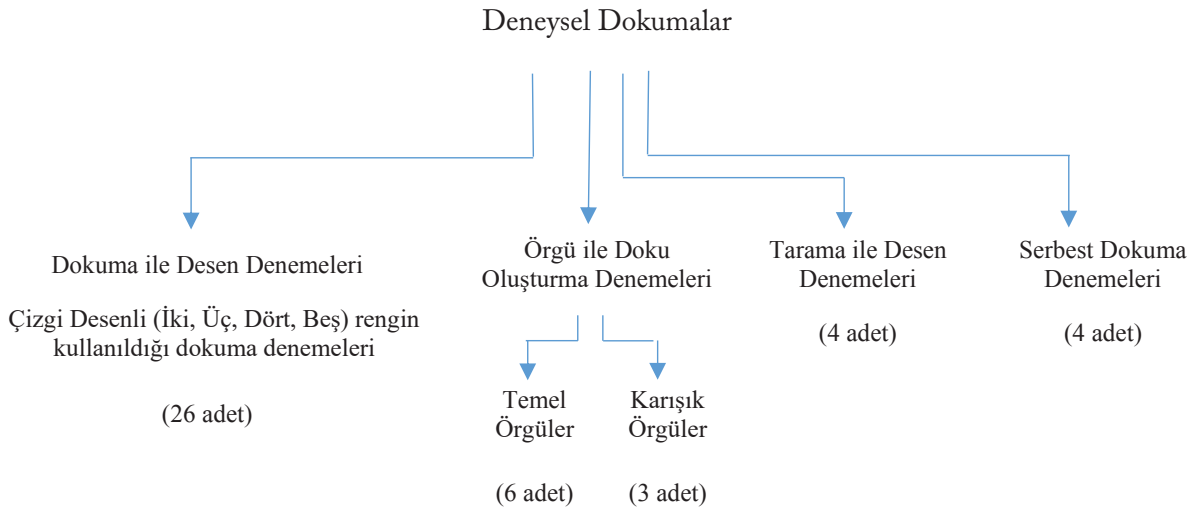 Deneysel Dokumalar
Dokuma ile Desen Denemeleri
Çizgi Desenli (İki, Üç, Dört, Beş) rengin
kullanıldığı dokuma denemeleri
(26 adet)
Örgü ile Doku
Oluşturma Denemeleri
Temel
Örgüler
(6 adet)
Karışık
Örgüler
(3 adet)
Tarama ile Desen
Denemeleri
(4 adet)
Serbest Dokuma
Denemeleri
(4 adet)